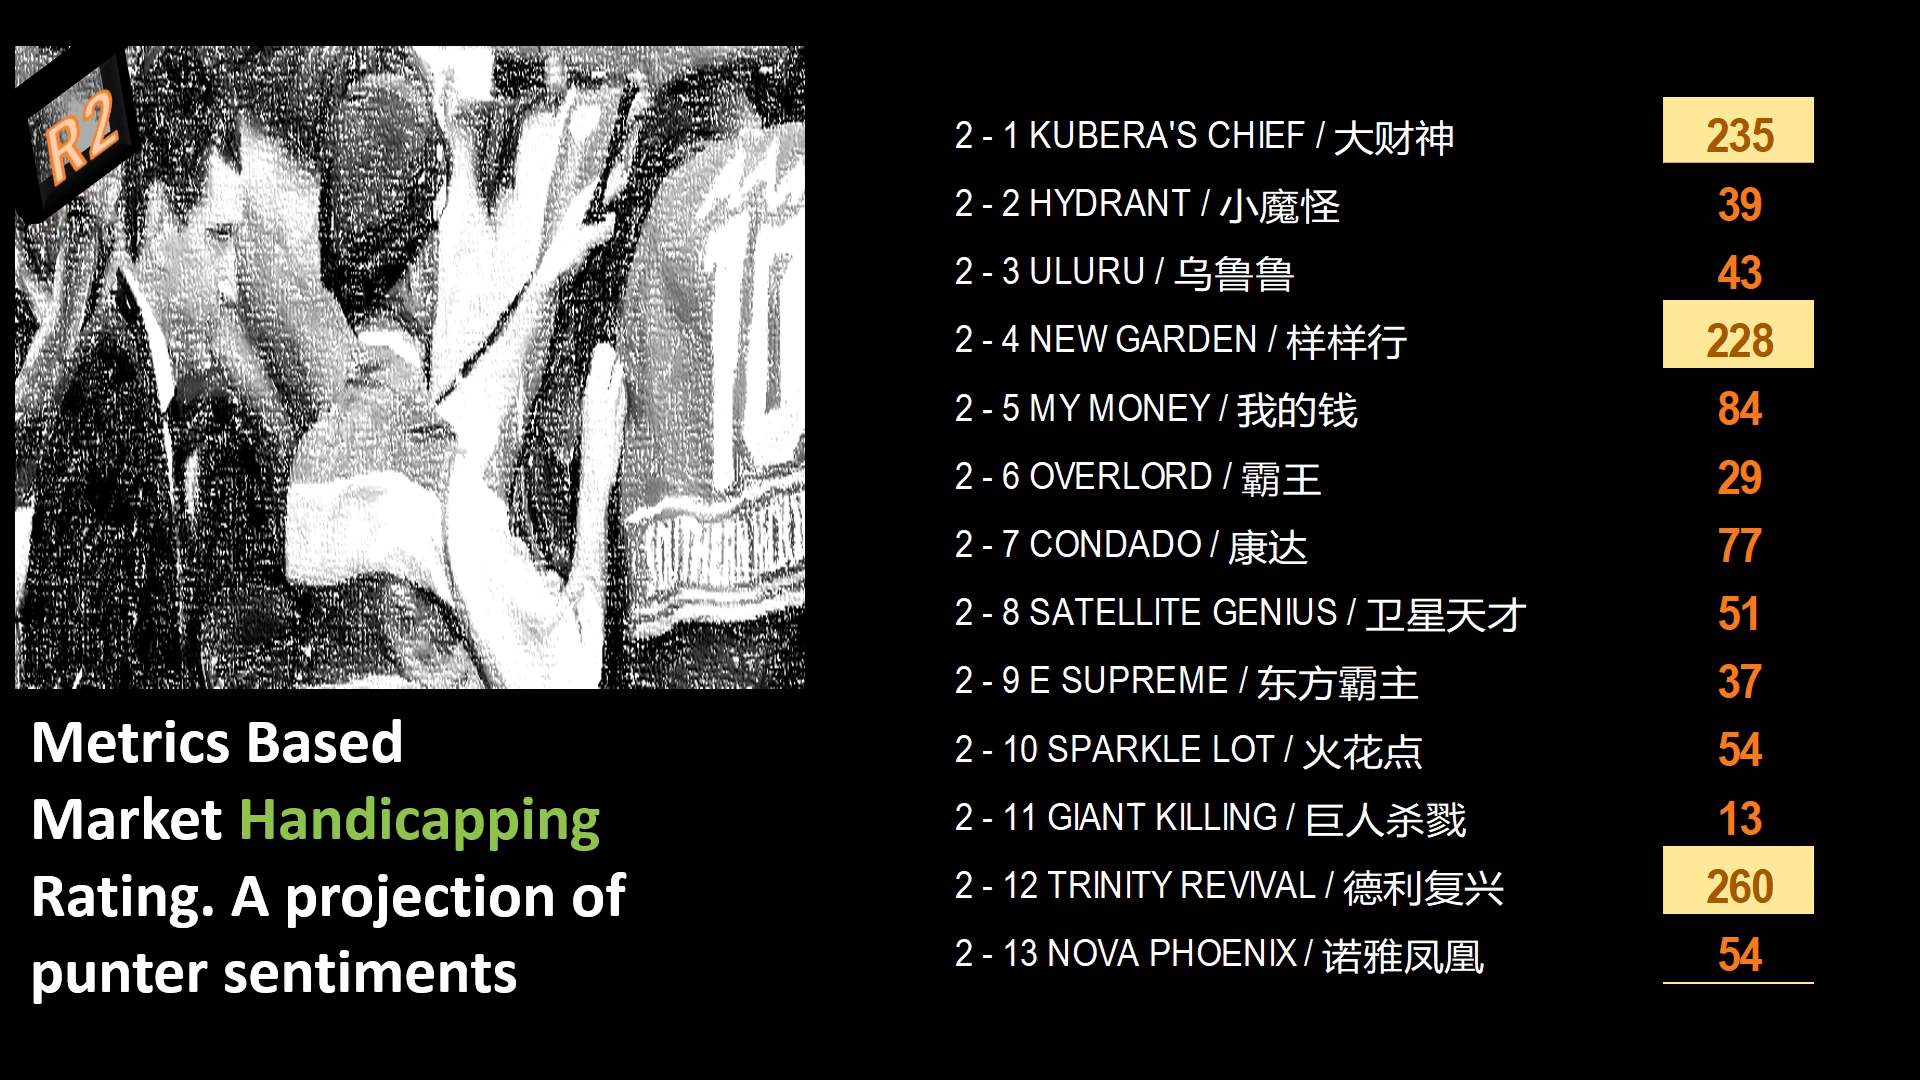 R2
Metrics Based
Market Handicapping
Rating. A projection of
punter sentiments
2 - 1 KUBERA'S CHIEF / 大财神 235
2 - 2 HYDRANT / 小魔怪 39
2 - 3 ULURU / 乌鲁鲁 43
2 - 4 NEW GARDEN / 样样行 228
2 - 5 MY MONEY / 我的钱 84
2 - 6 OVERLORD / 霸王 29
2 - 7 CONDADO / 康达 77
2 - 8 SATELLITE GENIUS / 卫星天才 51
2 - 9 E SUPREME / 东方霸主 37
2 - 10 SPARKLE LOT / 火花点 54
2 - 11 GIANT KILLING / 巨人杀戮 13
2 - 12 TRINITY REVIVAL / 德利复兴 260
2 - 13 NOVA PHOENIX / 诺雅凤凰 54